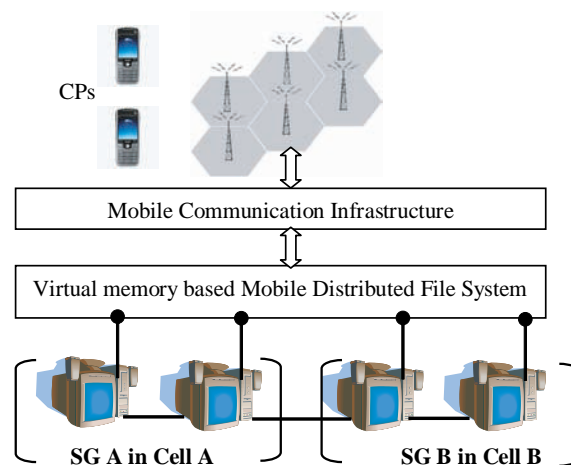 CPs
Mobile Communication Infrastructure
Virtual memory based Mobile Distributed File System
SG A in Cell A
SG B in Cell B